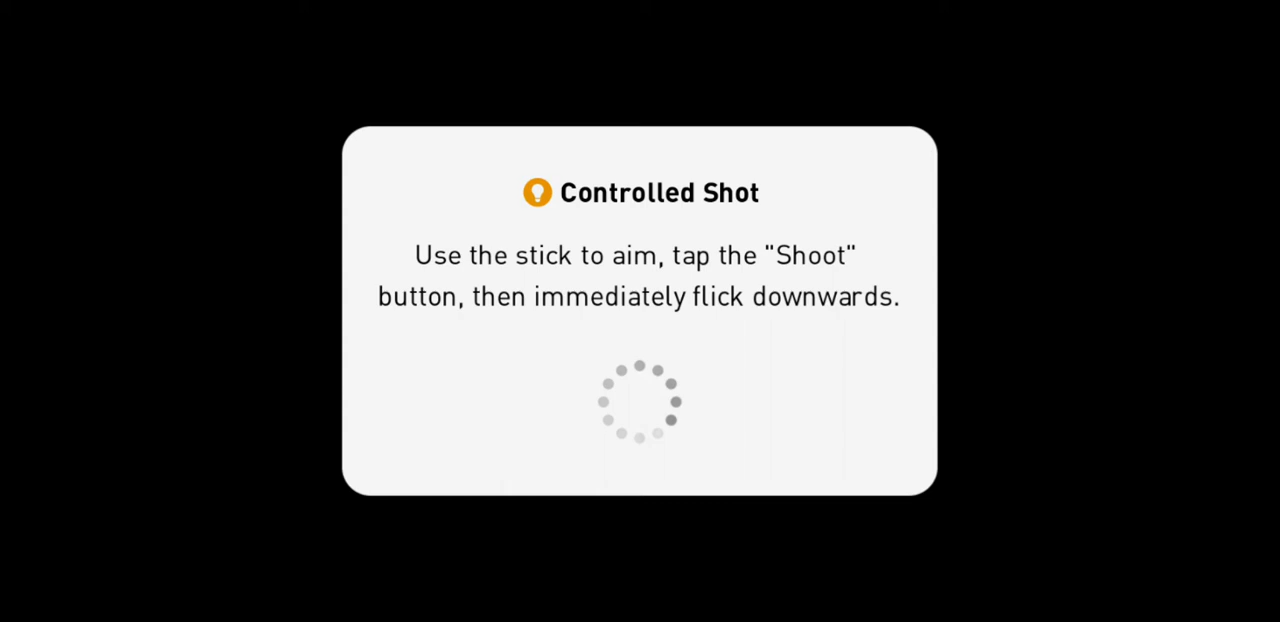 Controlled Shot
Use the stick to aim, tap the "Shoot"
button, then immediately flick downwards.